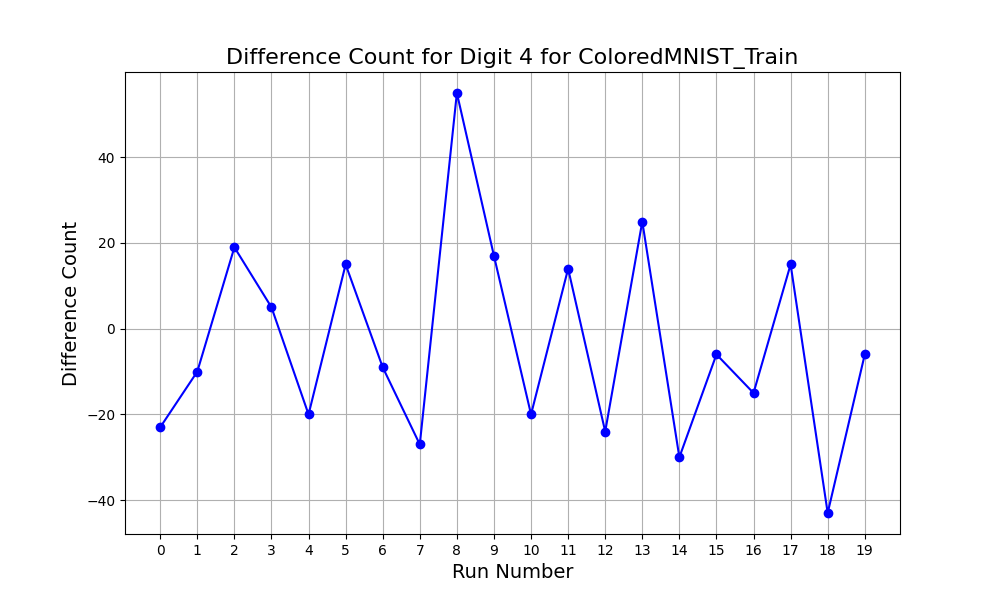 Difference Count for Digit 4 for ColoredMNIST_Train
Difference Count
40
20
0
−20
−40
0 1 2 3 4 5 6 7 8 9 10 11 12 13 14 15 16 17 18 19
Run Number